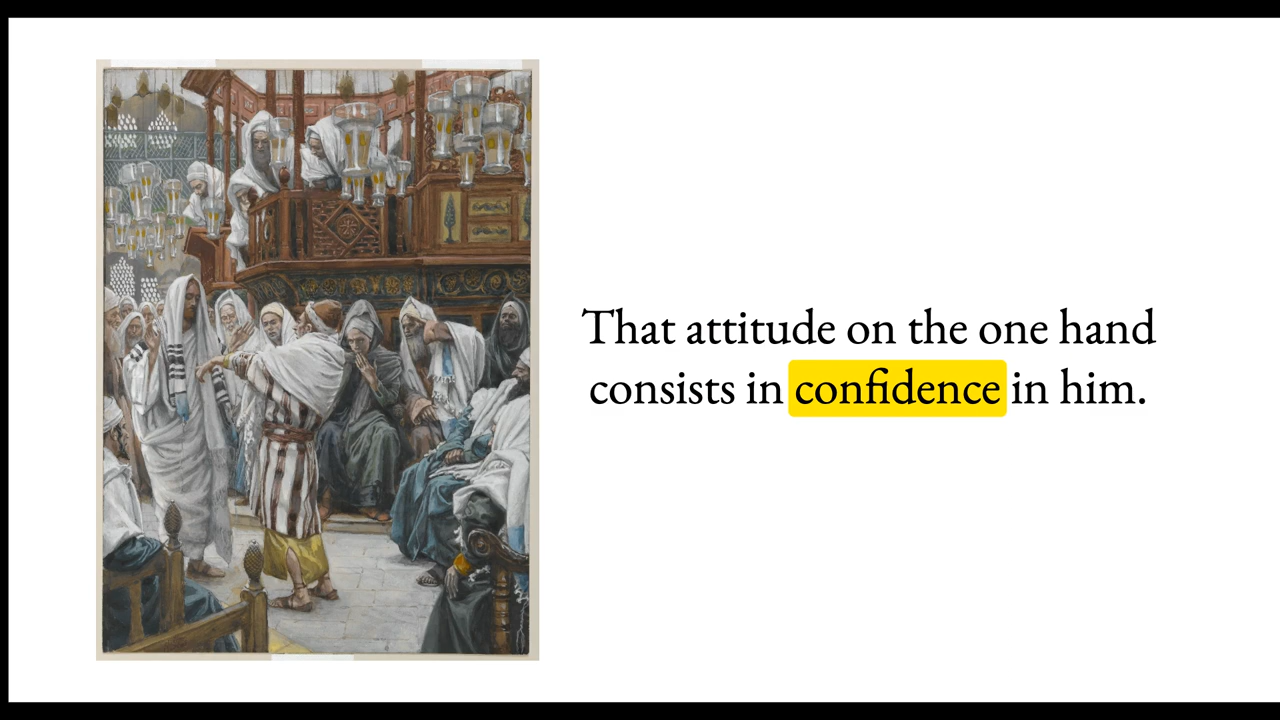 That attitude on the one hand
consists in confidence in him.